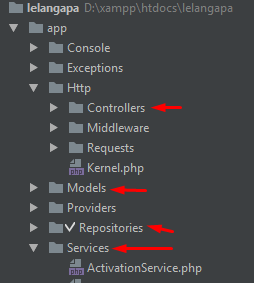 lelangapa D:\xampp\htdocs\lelangapa
app
Console
Exceptions
Http
Controllers
Middleware
Requests
Kernel.php
Models
Providers
Repositories
Services
ActivationService.php